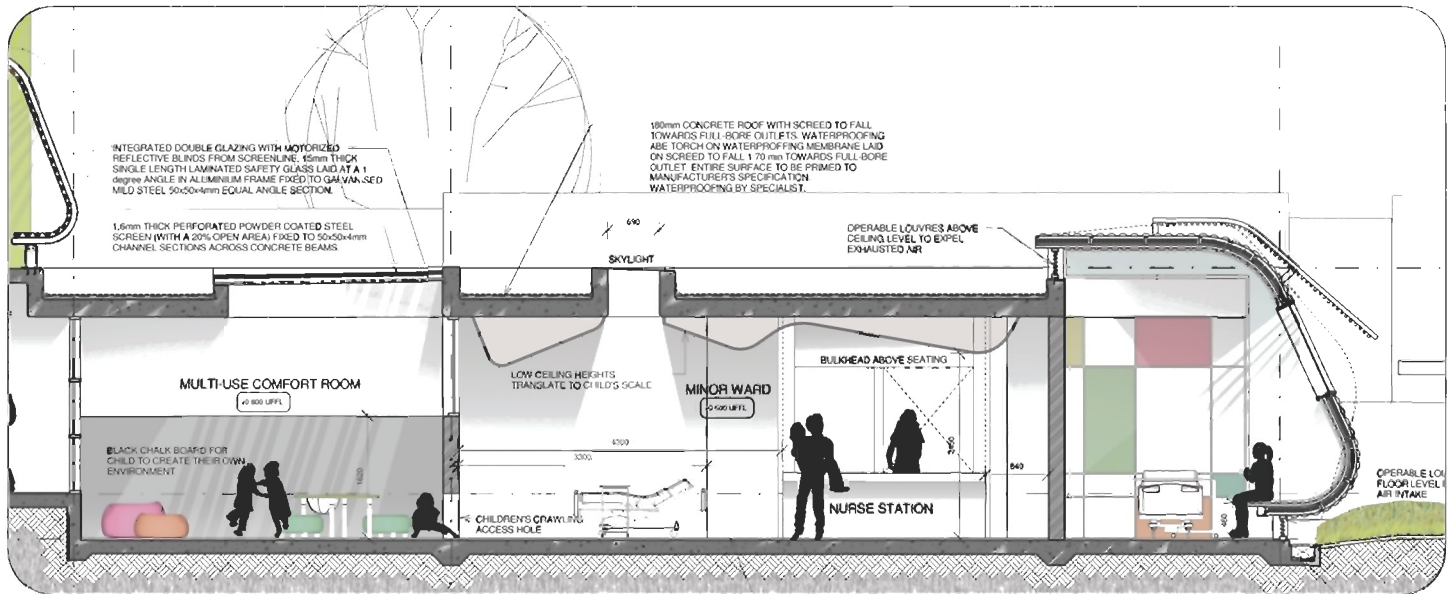 INTEGRATED DOUBLE GLAZING WITH MOTORIZED
REFLECTIVE BLINDS FROM SCREENLINE. 15mm THICK
SINGLE LENGTH LAMINATED SAFETY GLASS LAID AT A 1
degree ANGLE IN ALUMINIUM FRAME FIXED TO GALVANISED
MILD STEEL 50x50x4mm EQUAL ANGLE SECTION.
1,6mm THICK PERFORATED POWDER COATED STEEL
SCREEN (WITH A 20% OPEN AREA) FIXED TO 50x50x4mm
CHANNEL SECTIONS ACROSS CONCRETE BEAMS
180mm CONCRETE ROOF WITH SCREED TO FALL
TOWARDS FULL-BORE OUTLETS. WATERPROOFING
ABE TORCH ON WATERPROFFING MEMBRANE LAID
ON SCREED TO FALL 1:70 min TOWARDS FULL-BORE
OUTLET. ENTIRE SURFACE TO BE PRIMED TO
MANUFACTURER'S SPECIFICATION.
WATERPROOFING BY SPECIALIST.
690
SKYLIGHT
OPERABLE LOUVRES ABOVE
CEILING LEVEL TO EXPEL
EXHAUSTED AIR
MULTI-USE COMFORT ROOM
LOW CEILING HEIGHTS
TRANSLATE TO CHILD'S SCALE
MINOR WARD
BULKHEAD ABOVE SEATING
BLACK CHALK BOARD FOR
CHILD TO CREATE THEIR OWN
ENVIRONMENT
3300
840
460
CHILDREN'S CRAWLING
ACCESS HOLE
NURSE STATION
OPERABLE LOU
FLOOR LEVEL
AIR INTAKE